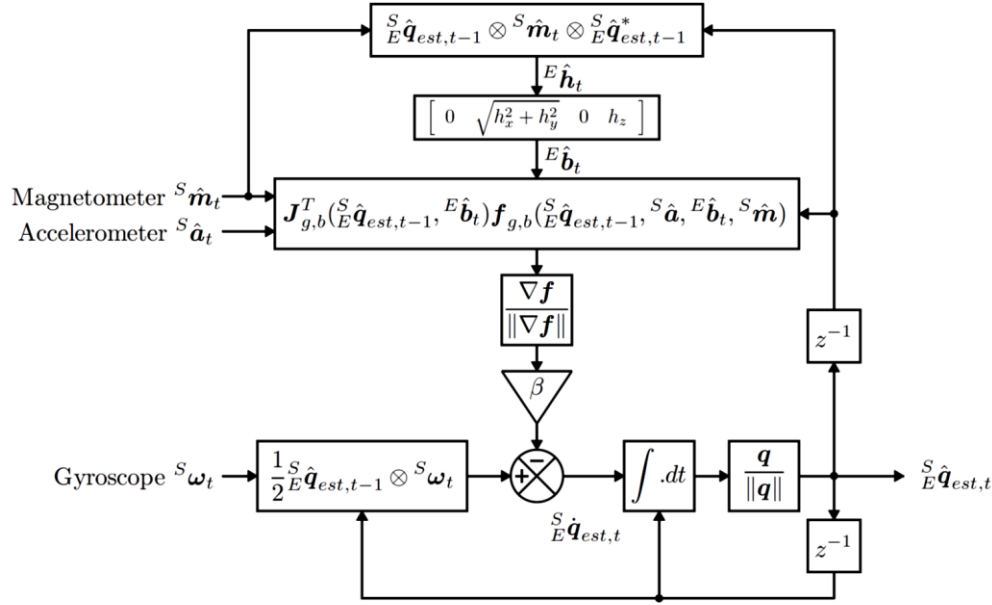 $^S_E\hat{q}_{est,t-1} \otimes {}^S\hat{m}_t \otimes {}^S_E\hat{q}^*_{est,t-1}$
$^E\hat{h}_t$
$[\; 0 \quad \sqrt{h_x^2 + h_y^2} \quad 0 \quad h_z \;]$
$^E\hat{b}_t$
Magnetometer $^S\hat{m}_t$
Accelerometer $^S\hat{a}_t$
$J^T_{g,b}({}^S_E\hat{q}_{est,t-1}, {}^E\hat{b}_t) f_{g,b}({}^S_E\hat{q}_{est,t-1}, {}^S\hat{a}, {}^E\hat{b}_t, {}^S\hat{m})$
$\frac{\nabla f}{\|\nabla f\|}$
$z^{-1}$
$\beta$
Gyroscope $^S\omega_t$
$\frac{1}{2} {}^S_E\hat{q}_{est,t-1} \otimes {}^S\omega_t$
+ −
$^S_E\dot{q}_{est,t}$
$\int .dt$
$\frac{q}{\|q\|}$
$^S_E\hat{q}_{est,t}$
$z^{-1}$